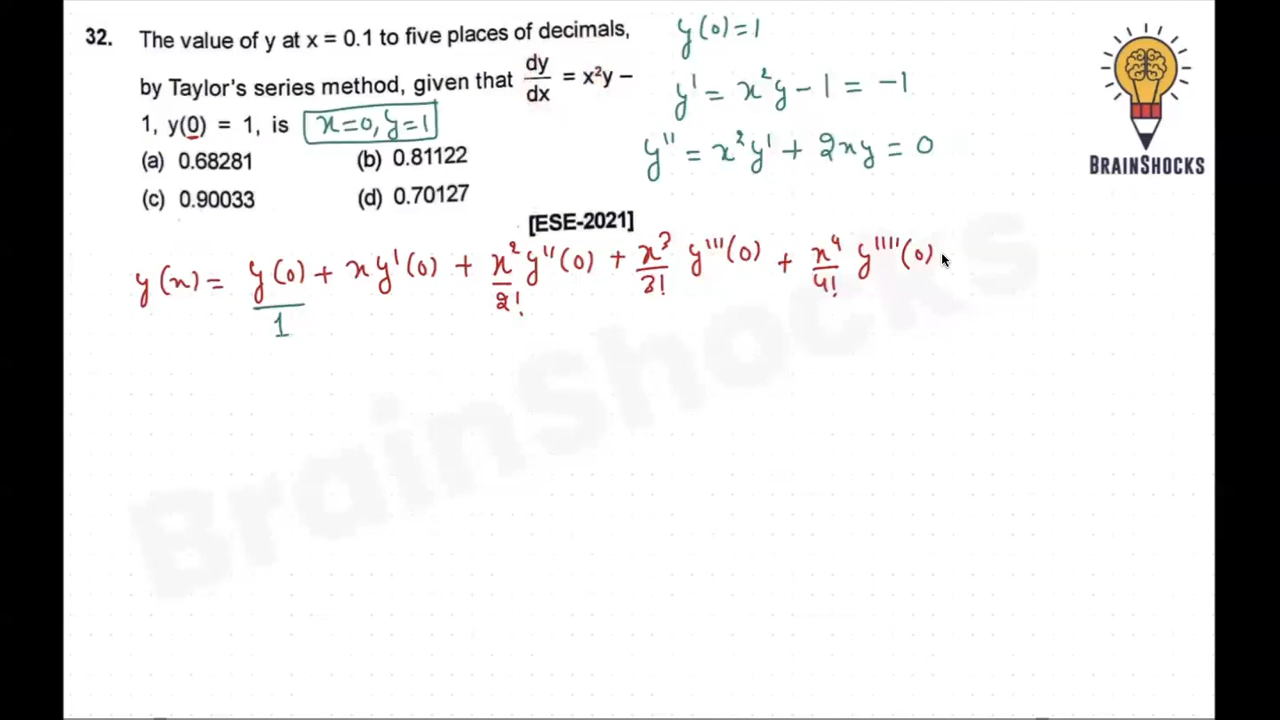 32. The value of y at x = 0.1 to five places of decimals,
by Taylor's series method, given that dy/dx = x²y –
1, y(0) = 1, is x=0, y=1
(a) 0.68281 (b) 0.81122
(c) 0.90033 (d) 0.70127
[ESE-2021]
y(0)=1
y' = x²y-1 = -1
y'' = x²y' + 2xy = 0
BRAINSHOCKS
y(x) = y(0) + xy'(0) + x²/2! y''(0) + x³/3! y'''(0) + x⁴/4! y''''(0)
1
BrainShocks